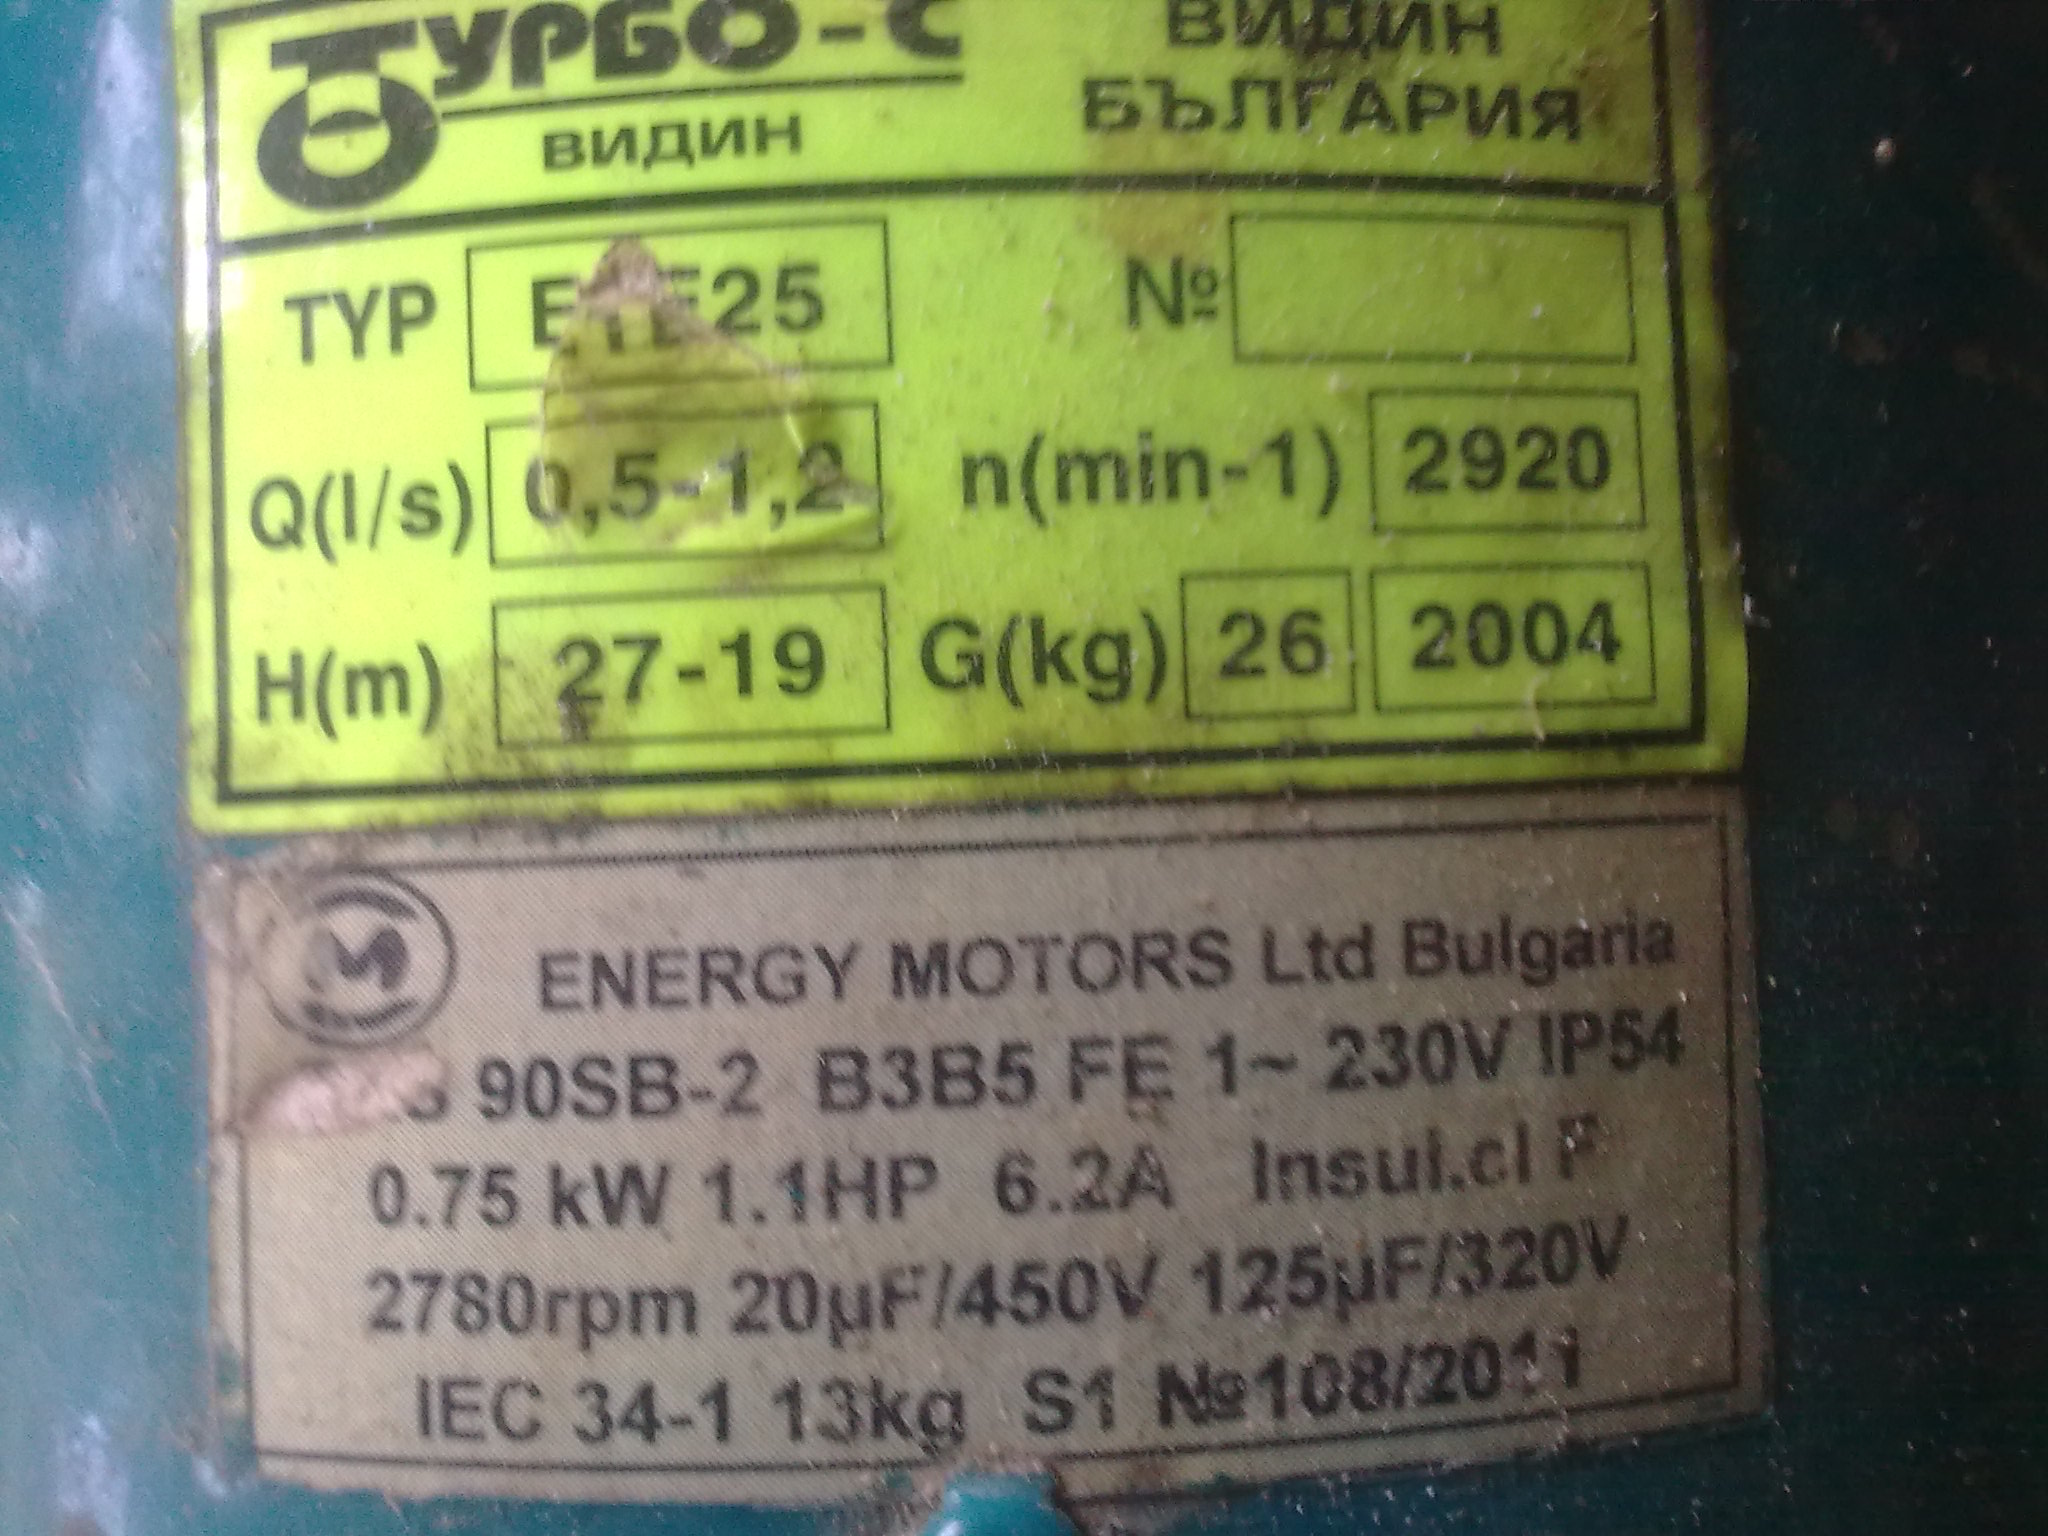 ТУРБО-С
ВИДИН
ВИДИН
БЪЛГАРИЯ
TYP 25 №
Q(l/s) 0,5-1,2 n(min-1) 2920
H(m) 27-19 G(kg) 26 2004
M
ENERGY MOTORS Ltd Bulgaria
90SB-2 B3B5 FE 1~ 230V IP54
0.75 kW 1.1HP 6.2A Insul.cl F
2780rpm 20µF/450V 125µF/320V
IEC 34-1 13kg S1 №108/2011